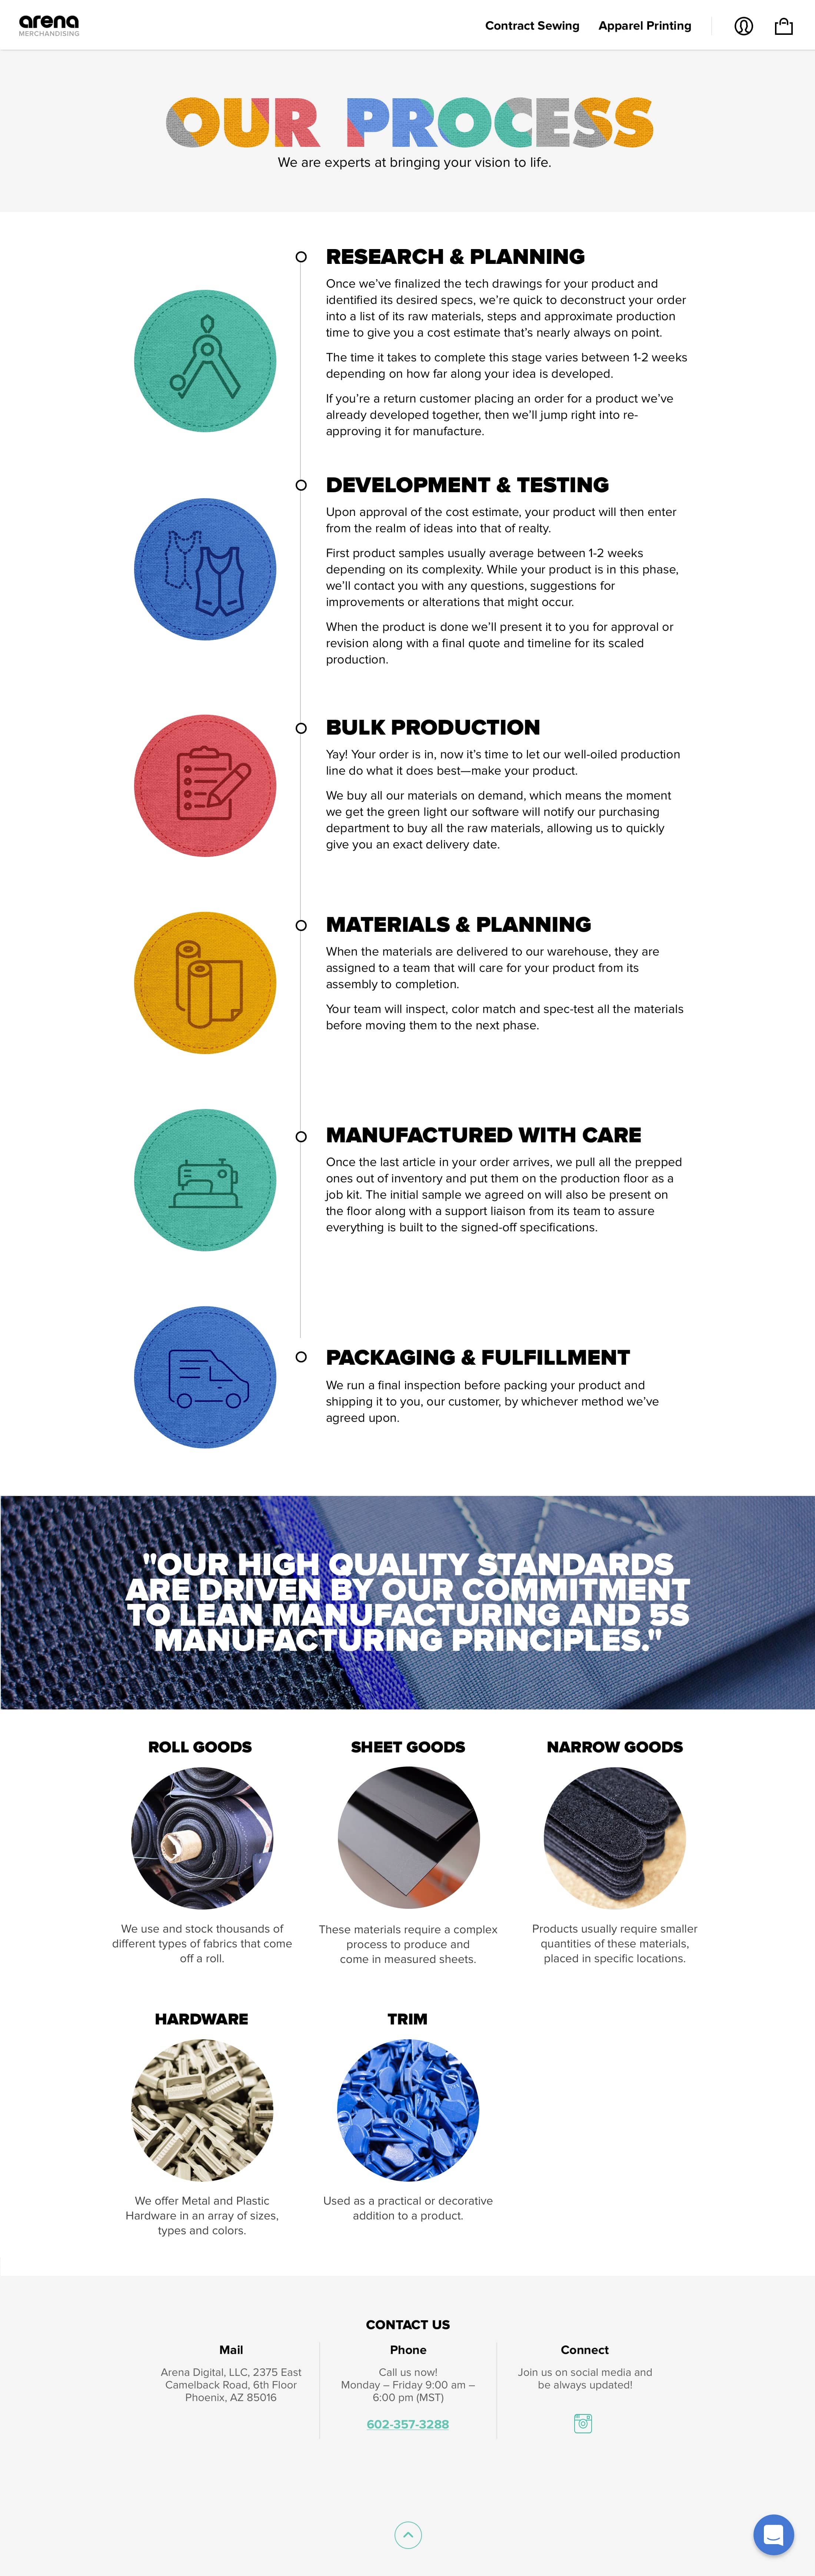 arena
MERCHANDISING
Contract Sewing
Apparel Printing
OUR PROCESS
We are experts at bringing your vision to life.
RESEARCH & PLANNING
Once we've finalized the tech drawings for your product and
identified its desired specs, we're quick to deconstruct your order
into a list of its raw materials, steps and approximate production
time to give you a cost estimate that's nearly always on point.
The time it takes to complete this stage varies between 1-2 weeks
depending on how far along your idea is developed.
If you're a return customer placing an order for a product we've
already developed together, then we'll jump right into re-
approving it for manufacture.
DEVELOPMENT & TESTING
Upon approval of the cost estimate, your product will then enter
from the realm of ideas into that of realty.
First product samples usually average between 1-2 weeks
depending on its complexity. While your product is in this phase,
we'll contact you with any questions, suggestions for
improvements or alterations that might occur.
When the product is done we'll present it to you for approval or
revision along with a final quote and timeline for its scaled
production.
BULK PRODUCTION
Yay! Your order is in, now it's time to let our well-oiled production
line do what it does best—make your product.
We buy all our materials on demand, which means the moment
we get the green light our software will notify our purchasing
department to buy all the raw materials, allowing us to quickly
give you an exact delivery date.
MATERIALS & PLANNING
When the materials are delivered to our warehouse, they are
assigned to a team that will care for your product from its
assembly to completion.
Your team will inspect, color match and spec-test all the materials
before moving them to the next phase.
MANUFACTURED WITH CARE
Once the last article in your order arrives, we pull all the prepped
ones out of inventory and put them on the production floor as a
job kit. The initial sample we agreed on will also be present on
the floor along with a support liaison from its team to assure
everything is built to the signed-off specifications.
PACKAGING & FULFILLMENT
We run a final inspection before packing your product and
shipping it to you, our customer, by whichever method we've
agreed upon.
"OUR HIGH QUALITY STANDARDS
ARE DRIVEN BY OUR COMMITMENT
TO LEAN MANUFACTURING AND 5S
MANUFACTURING PRINCIPLES."
ROLL GOODS
We use and stock thousands of
different types of fabrics that come
off a roll.
SHEET GOODS
These materials require a complex
process to produce and
come in measured sheets.
NARROW GOODS
Products usually require smaller
quantities of these materials,
placed in specific locations.
HARDWARE
We offer Metal and Plastic
Hardware in an array of sizes,
types and colors.
TRIM
Used as a practical or decorative
addition to a product.
CONTACT US
Mail
Arena Digital, LLC, 2375 East
Camelback Road, 6th Floor
Phoenix, AZ 85016
Phone
Call us now!
Monday – Friday 9:00 am –
6:00 pm (MST)
602-357-3288
Connect
Join us on social media and
be always updated!